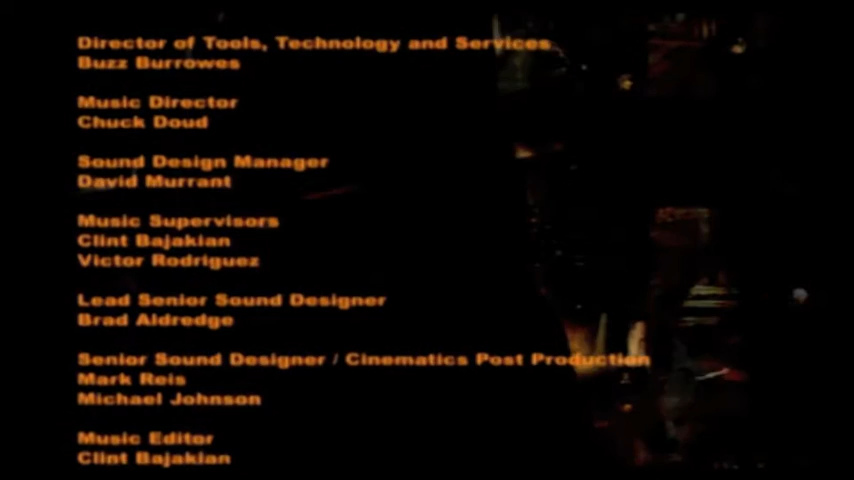 Director of Tools, Technology and Services
Buzz Burrowes
Music Director
Chuck Doud
Sound Design Manager
David Murrant
Music Supervisors
Clint Bajakian
Victor Rodriguez
Lead Senior Sound Designer
Brad Aldredge
Senior Sound Designer / Cinematics Post Production
Mark Reis
Michael Johnson
Music Editor
Clint Bajakian